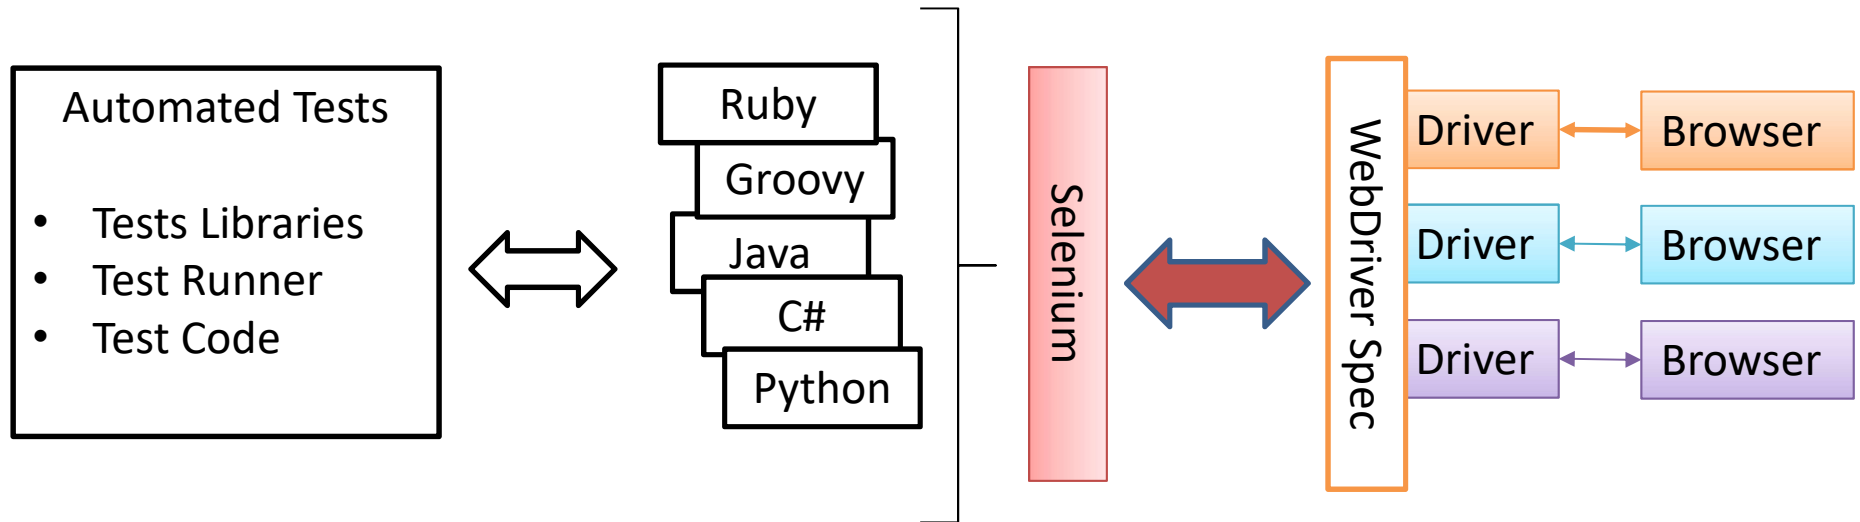 Automated Tests
• Tests Libraries
• Test Runner
• Test Code
Ruby
Groovy
Java
C#
Python
Selenium
WebDriver Spec
Driver
Browser
Driver
Browser
Driver
Browser